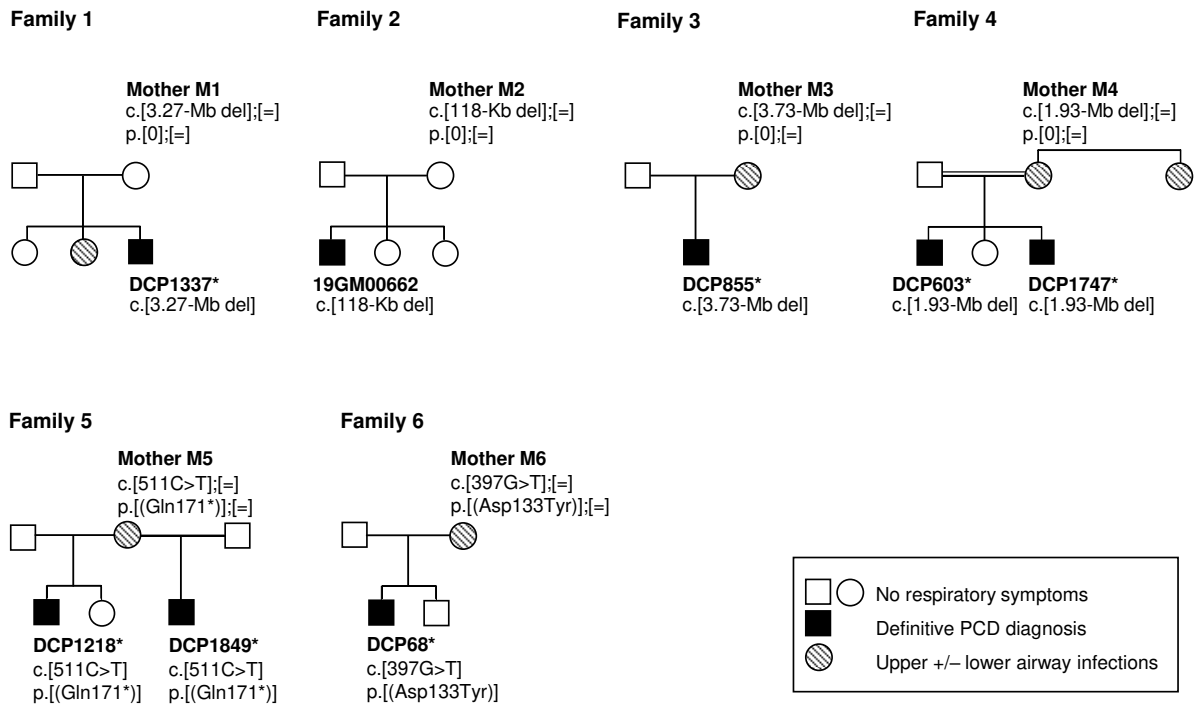 Family 1
Mother M1
c.[3.27-Mb del];[=]
p.[0];[=]
DCP1337*
c.[3.27-Mb del]
Family 2
Mother M2
c.[118-Kb del];[=]
p.[0];[=]
19GM00662
c.[118-Kb del]
Family 3
Mother M3
c.[3.73-Mb del];[=]
p.[0];[=]
DCP855*
c.[3.73-Mb del]
Family 4
Mother M4
c.[1.93-Mb del];[=]
p.[0];[=]
DCP603*
c.[1.93-Mb del]
DCP1747*
c.[1.93-Mb del]
Family 5
Mother M5
c.[511C>T];[=]
p.[(Gln171*)];[=]
DCP1218*
c.[511C>T]
p.[(Gln171*)]
DCP1849*
c.[511C>T]
p.[(Gln171*)]
Family 6
Mother M6
c.[397G>T];[=]
p.[(Asp133Tyr)];[=]
DCP68*
c.[397G>T]
p.[(Asp133Tyr)]
No respiratory symptoms
Definitive PCD diagnosis
Upper +/− lower airway infections